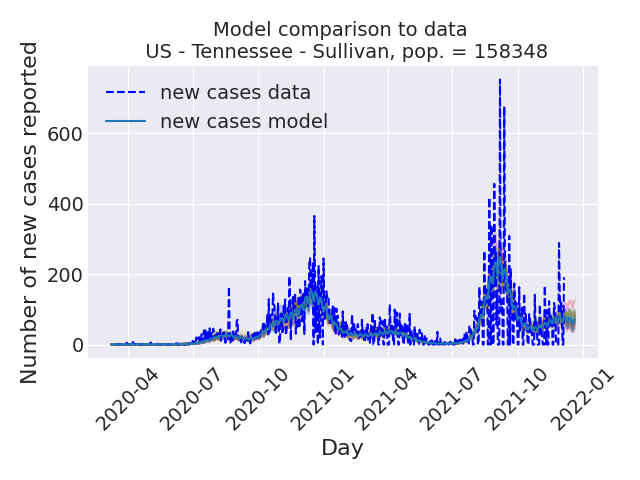 Model comparison to data
US - Tennessee - Sullivan, pop. = 158348
new cases data
new cases model
Number of new cases reported
600
400
200
0
2020-04
2020-07
2020-10
2021-01
2021-04
2021-07
2021-10
2022-01
Day